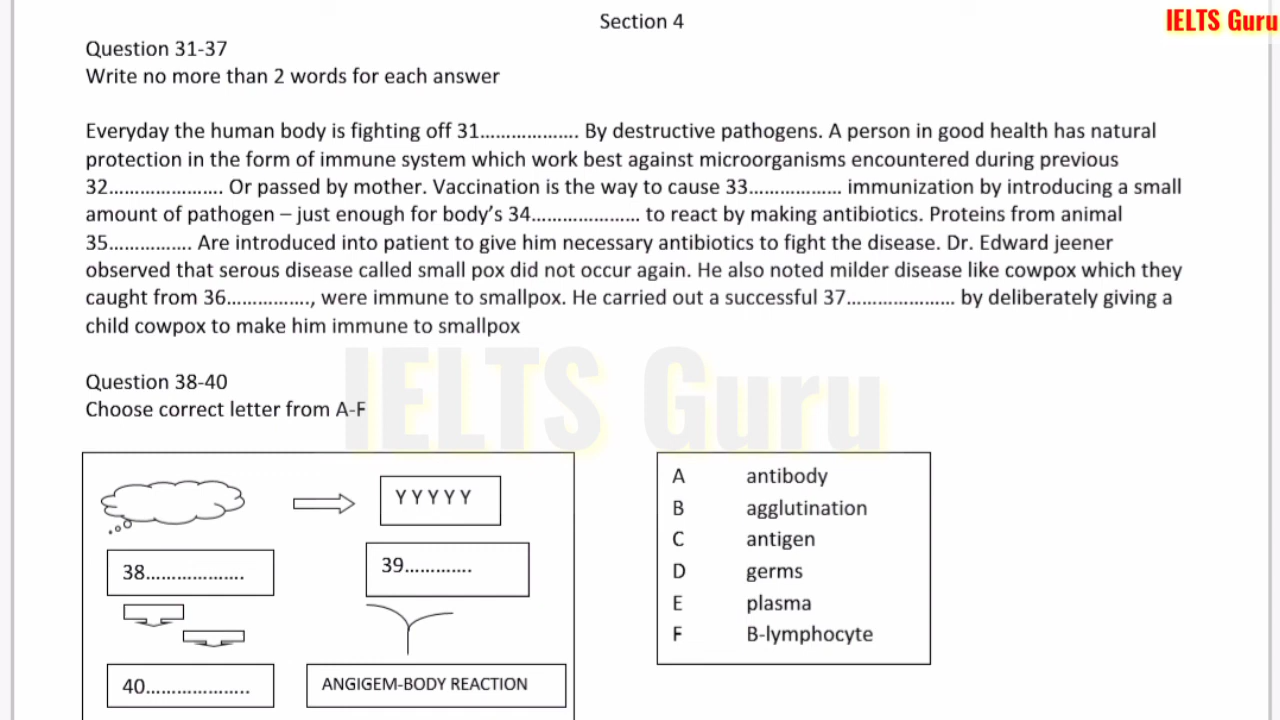 Section 4
IELTS Guru
Question 31-37
Write no more than 2 words for each answer
Everyday the human body is fighting off 31................... By destructive pathogens. A person in good health has natural
protection in the form of immune system which work best against microorganisms encountered during previous
32...................... Or passed by mother. Vaccination is the way to cause 33.................. immunization by introducing a small
amount of pathogen – just enough for body's 34.................... to react by making antibiotics. Proteins from animal
35................ Are introduced into patient to give him necessary antibiotics to fight the disease. Dr. Edward jeener
observed that serous disease called small pox did not occur again. He also noted milder disease like cowpox which they
caught from 36................, were immune to smallpox. He carried out a successful 37..................... by deliberately giving a
child cowpox to make him immune to smallpox
IELTS Guru
Question 38-40
Choose correct letter from A-F
Y Y Y Y Y
38...................
39.............
40....................
ANGIGEM-BODY REACTION
A antibody
B agglutination
C antigen
D germs
E plasma
F B-lymphocyte